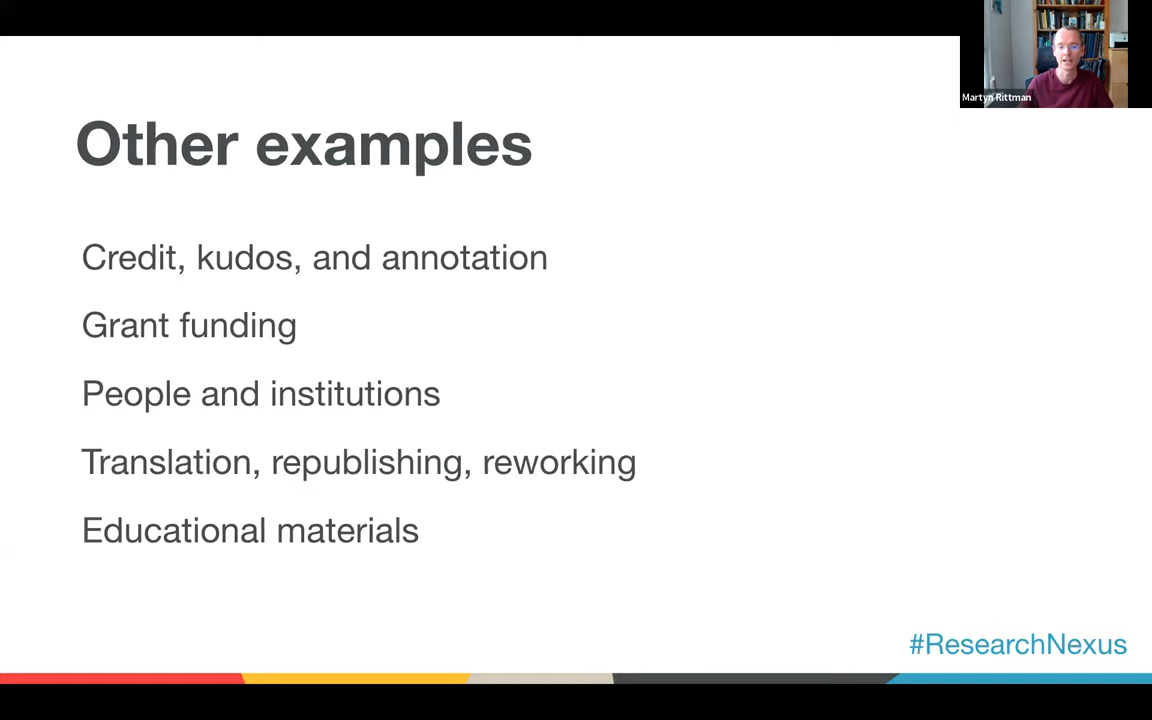 Martyn Rittman
Other examples
Credit, kudos, and annotation
Grant funding
People and institutions
Translation, republishing, reworking
Educational materials
#ResearchNexus